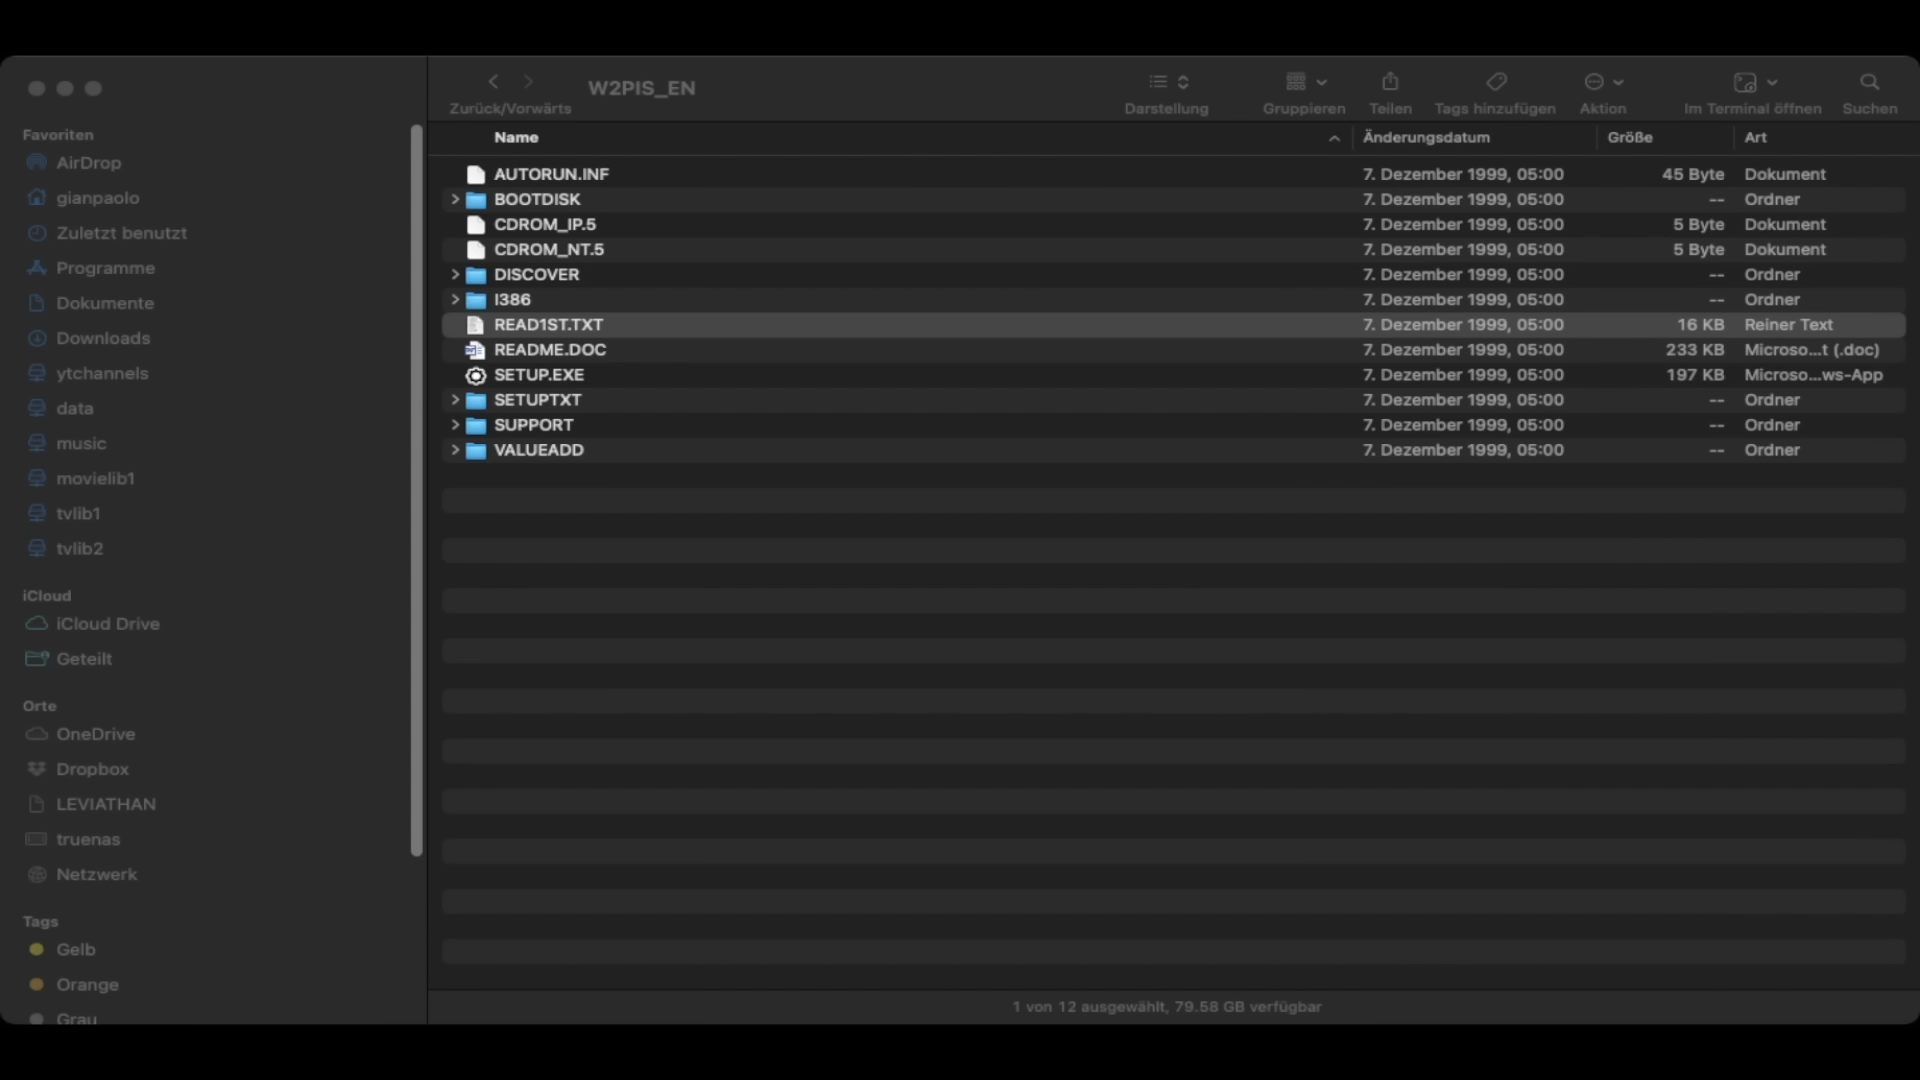 W2PIS_EN
Zurück/Vorwärts
Darstellung
Gruppieren
Teilen
Tags hinzufügen
Aktion
Im Terminal öffnen
Suchen
Favoriten
AirDrop
gianpaolo
Zuletzt benutzt
Programme
Dokumente
Downloads
ytchannels
data
music
movielib1
tvlib1
tvlib2
iCloud
iCloud Drive
Geteilt
Orte
OneDrive
Dropbox
LEVIATHAN
truenas
Netzwerk
Tags
Gelb
Orange
Grau
Name Änderungsdatum Größe Art
AUTORUN.INF 7. Dezember 1999, 05:00 45 Byte Dokument
BOOTDISK 7. Dezember 1999, 05:00 -- Ordner
CDROM_IP.5 7. Dezember 1999, 05:00 5 Byte Dokument
CDROM_NT.5 7. Dezember 1999, 05:00 5 Byte Dokument
DISCOVER 7. Dezember 1999, 05:00 -- Ordner
I386 7. Dezember 1999, 05:00 -- Ordner
READ1ST.TXT 7. Dezember 1999, 05:00 16 KB Reiner Text
README.DOC 7. Dezember 1999, 05:00 233 KB Microso...t (.doc)
SETUP.EXE 7. Dezember 1999, 05:00 197 KB Microso...ws-App
SETUPTXT 7. Dezember 1999, 05:00 -- Ordner
SUPPORT 7. Dezember 1999, 05:00 -- Ordner
VALUEADD 7. Dezember 1999, 05:00 -- Ordner
1 von 12 ausgewählt, 79.58 GB verfügbar